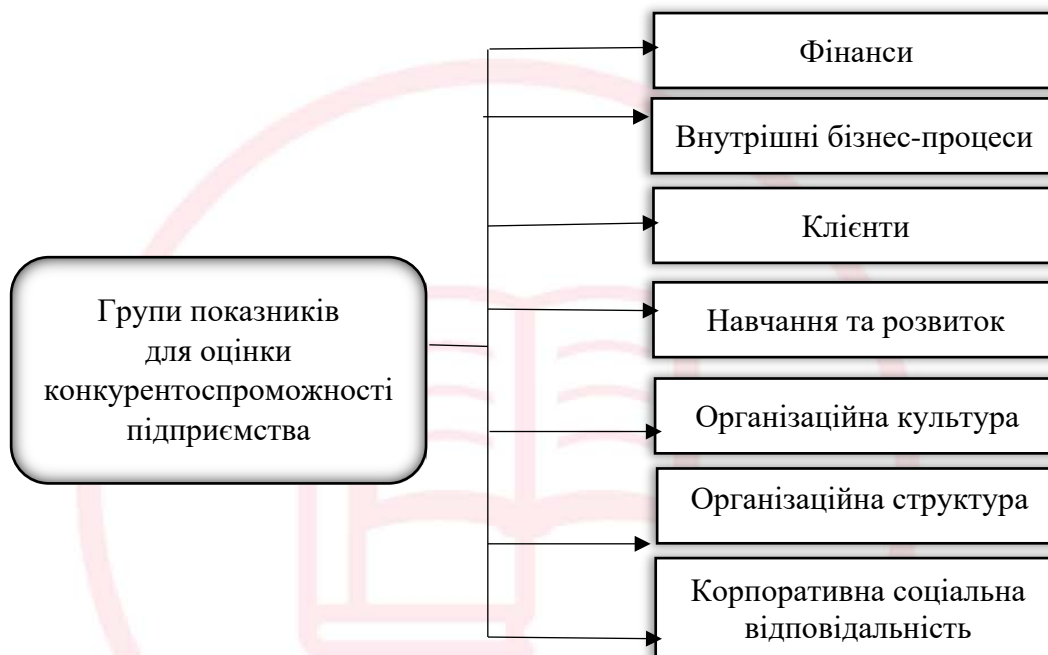 Фінанси
Внутрішні бізнес-процеси
Клієнти
Групи показників
для оцінки
конкурентоспроможності
підприємства
Навчання та розвиток
Організаційна культура
Організаційна структура
Корпоративна соціальна
відповідальність